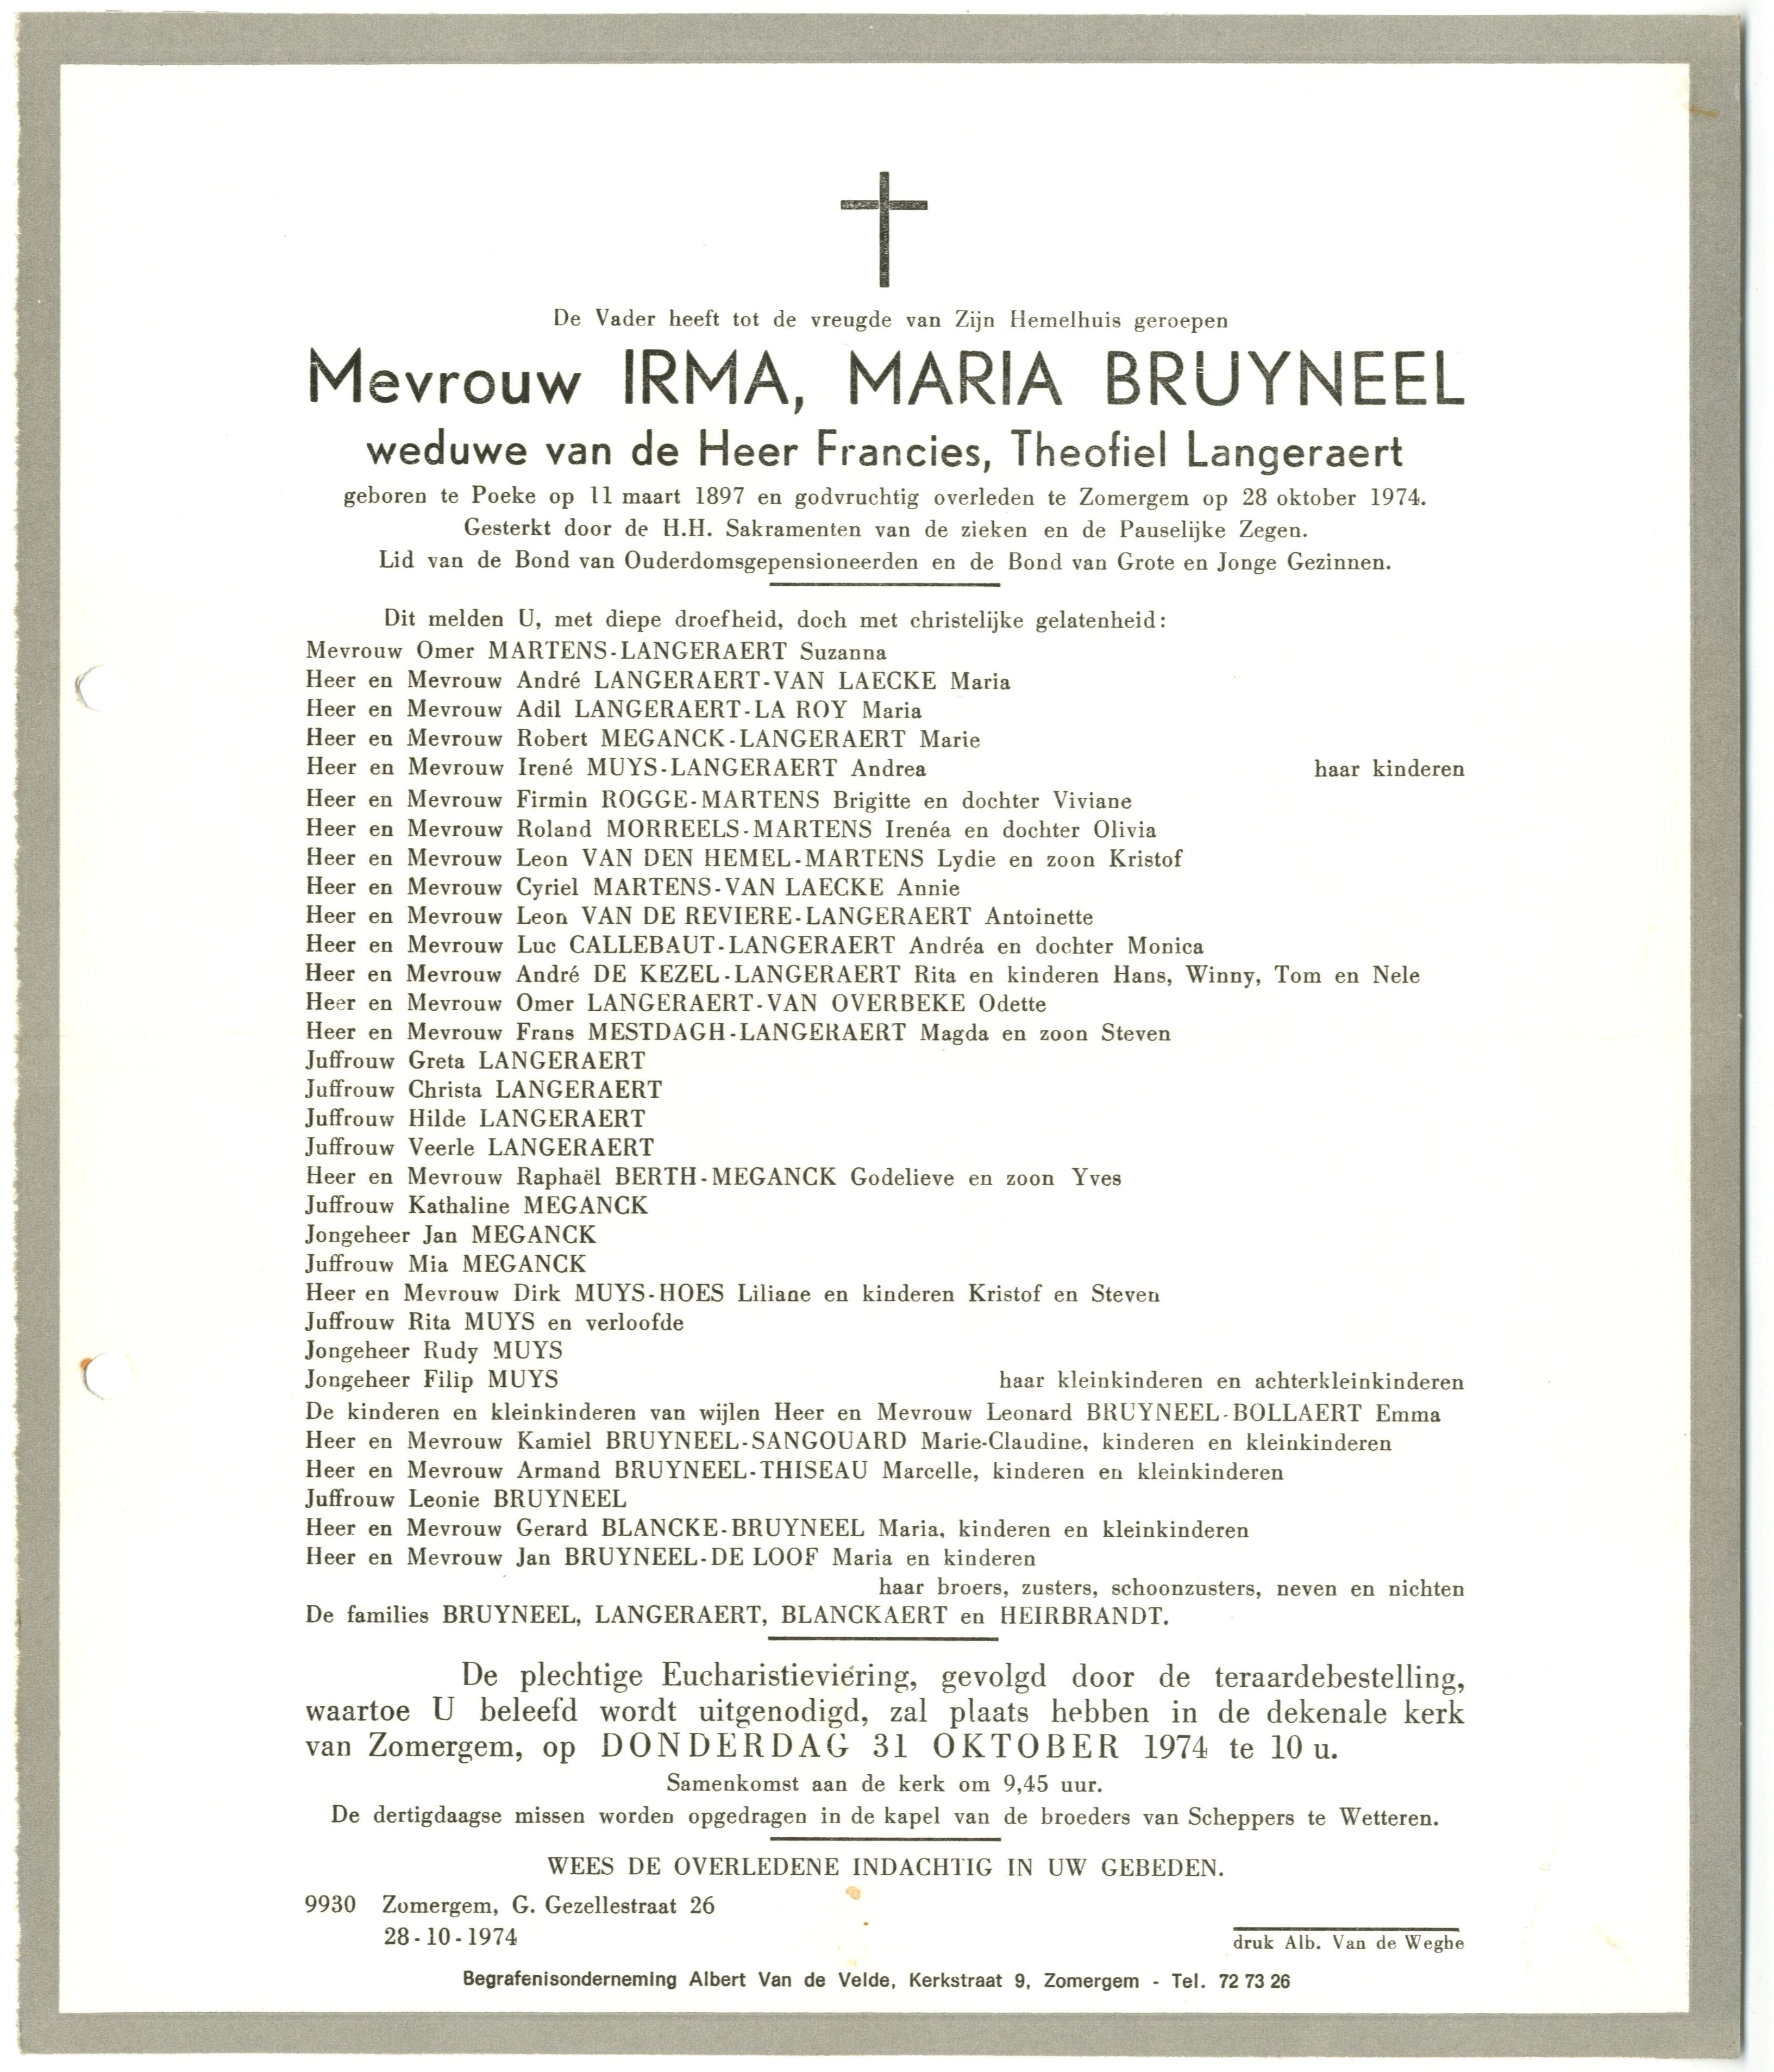 De Vader heeft tot de vreugde van Zijn Hemelhuis geroepen
Mevrouw IRMA, MARIA BRUYNEEL
weduwe van de Heer Francies, Theofiel Langeraert
geboren te Poeke op 11 maart 1897 en godvruchtig overleden te Zomergem op 28 oktober 1974.
Gesterkt door de H.H. Sakramenten van de zieken en de Pauselijke Zegen.
Lid van de Bond van Ouderdomsgepensioneerden en de Bond van Grote en Jonge Gezinnen.
Dit melden U, met diepe droefheid, doch met christelijke gelatenheid:
Mevrouw Omer MARTENS-LANGERAERT Suzanna
Heer en Mevrouw André LANGERAERT-VAN LAECKE Maria
Heer en Mevrouw Adil LANGERAERT-LA ROY Maria
Heer en Mevrouw Robert MEGANCK-LANGERAERT Marie
Heer en Mevrouw Irené MUYS-LANGERAERT Andrea haar kinderen
Heer en Mevrouw Firmin ROGGE-MARTENS Brigitte en dochter Viviane
Heer en Mevrouw Roland MORREELS-MARTENS Irenéa en dochter Olivia
Heer en Mevrouw Leon VAN DEN HEMEL-MARTENS Lydie en zoon Kristof
Heer en Mevrouw Cyriel MARTENS-VAN LAECKE Annie
Heer en Mevrouw Leon VAN DE REVIERE-LANGERAERT Antoinette
Heer en Mevrouw Luc CALLEBAUT-LANGERAERT Andréa en dochter Monica
Heer en Mevrouw André DE KEZEL-LANGERAERT Rita en kinderen Hans, Winny, Tom en Nele
Heer en Mevrouw Omer LANGERAERT-VAN OVERBEKE Odette
Heer en Mevrouw Frans MESTDAGH-LANGERAERT Magda en zoon Steven
Juffrouw Greta LANGERAERT
Juffrouw Christa LANGERAERT
Juffrouw Hilde LANGERAERT
Juffrouw Veerle LANGERAERT
Heer en Mevrouw Raphaël BERTH-MEGANCK Godelieve en zoon Yves
Juffrouw Kathaline MEGANCK
Jongeheer Jan MEGANCK
Juffrouw Mia MEGANCK
Heer en Mevrouw Dirk MUYS-HOES Liliane en kinderen Kristof en Steven
Juffrouw Rita MUYS en verloofde
Jongeheer Rudy MUYS
Jongeheer Filip MUYS haar kleinkinderen en achterkleinkinderen
De kinderen en kleinkinderen van wijlen Heer en Mevrouw Leonard BRUYNEEL-BOLLAERT Emma
Heer en Mevrouw Kamiel BRUYNEEL-SANGOUARD Marie-Claudine, kinderen en kleinkinderen
Heer en Mevrouw Armand BRUYNEEL-THISEAU Marcelle, kinderen en kleinkinderen
Juffrouw Leonie BRUYNEEL
Heer en Mevrouw Gerard BLANCKE-BRUYNEEL Maria, kinderen en kleinkinderen
Heer en Mevrouw Jan BRUYNEEL-DE LOOF Maria en kinderen
haar broers, zusters, schoonzusters, neven en nichten
De families BRUYNEEL, LANGERAERT, BLANCKAERT en HEIRBRANDT.
De plechtige Eucharistieviering, gevolgd door de teraardebestelling,
waartoe U beleefd wordt uitgenodigd, zal plaats hebben in de dekenale kerk
van Zomergem, op DONDERDAG 31 OKTOBER 1974 te 10 u.
Samenkomst aan de kerk om 9,45 uur.
De dertigdaagse missen worden opgedragen in de kapel van de broeders van Scheppers te Wetteren.
WEES DE OVERLEDENE INDACHTIG IN UW GEBEDEN.
9930 Zomergem, G. Gezellestraat 26
28-10-1974
druk Alb. Van de Weghe
Begrafenisonderneming Albert Van de Velde, Kerkstraat 9, Zomergem - Tel. 72 73 26